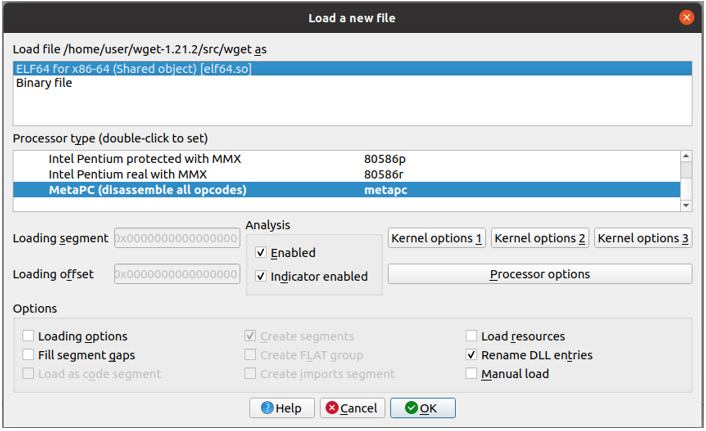 Load a new file
Load file /home/user/wget-1.21.2/src/wget as
ELF64 for x86-64 (Shared object) [elf64.so]
Binary file
Processor type (double-click to set)
Intel Pentium protected with MMX 80586p
Intel Pentium real with MMX 80586r
MetaPC (disassemble all opcodes) metapc
Loading segment 0x0000000000000000
Loading offset 0x0000000000000000
Analysis
Enabled
Indicator enabled
Kernel options 1 Kernel options 2 Kernel options 3
Processor options
Options
Loading options Create segments Load resources
Fill segment gaps Create FLAT group Rename DLL entries
Load as code segment Create imports segment Manual load
Help Cancel OK